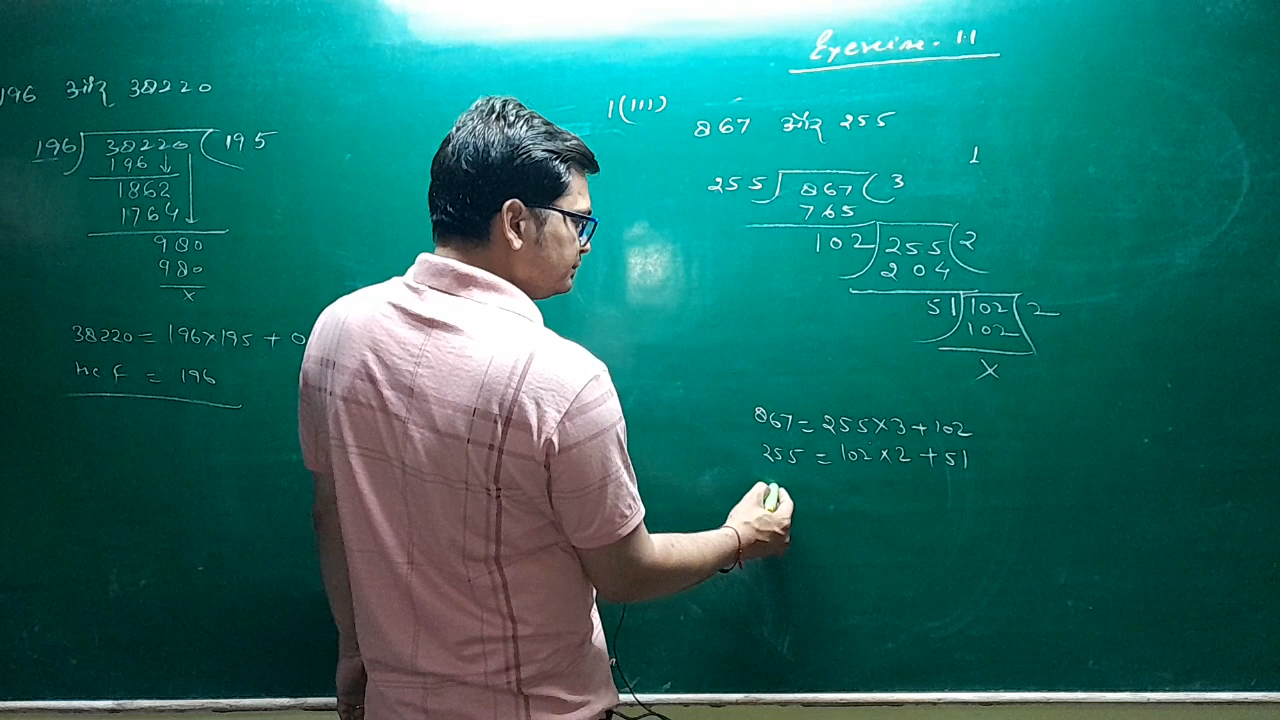 Exercise - 1.1
196 और 38220
196) 38220 (195
196
1862
1764
980
980
x
38220 = 196×195 + 0
HCF = 196
1(111)
867 और 255
1
255) 867 (3
765
102) 255 (2
204
51) 102 (2
102
x
867 = 255×3+102
255 = 102×2+51